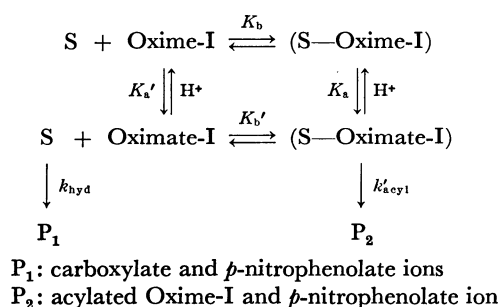 S + Oxime-I ⇌ (S—Oxime-I) K_b
K_a' H⁺ K_a H⁺
S + Oximate-I ⇌ (S—Oximate-I) K_b'
k_hyd k'_acyl
P₁ P₂
P₁: carboxylate and p-nitrophenolate ions
P₂: acylated Oxime-I and p-nitrophenolate ion